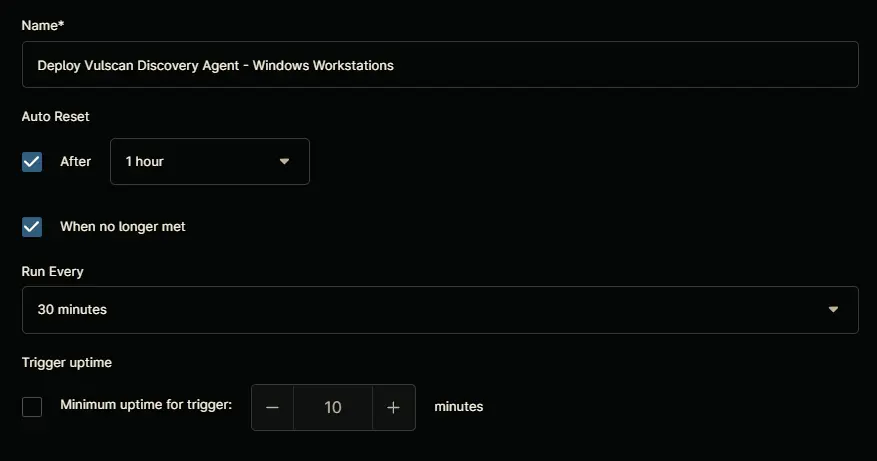 Name*
Deploy Vulscan Discovery Agent - Windows Workstations
Auto Reset
After 1 hour
When no longer met
Run Every
30 minutes
Trigger uptime
Minimum uptime for trigger: 10 minutes